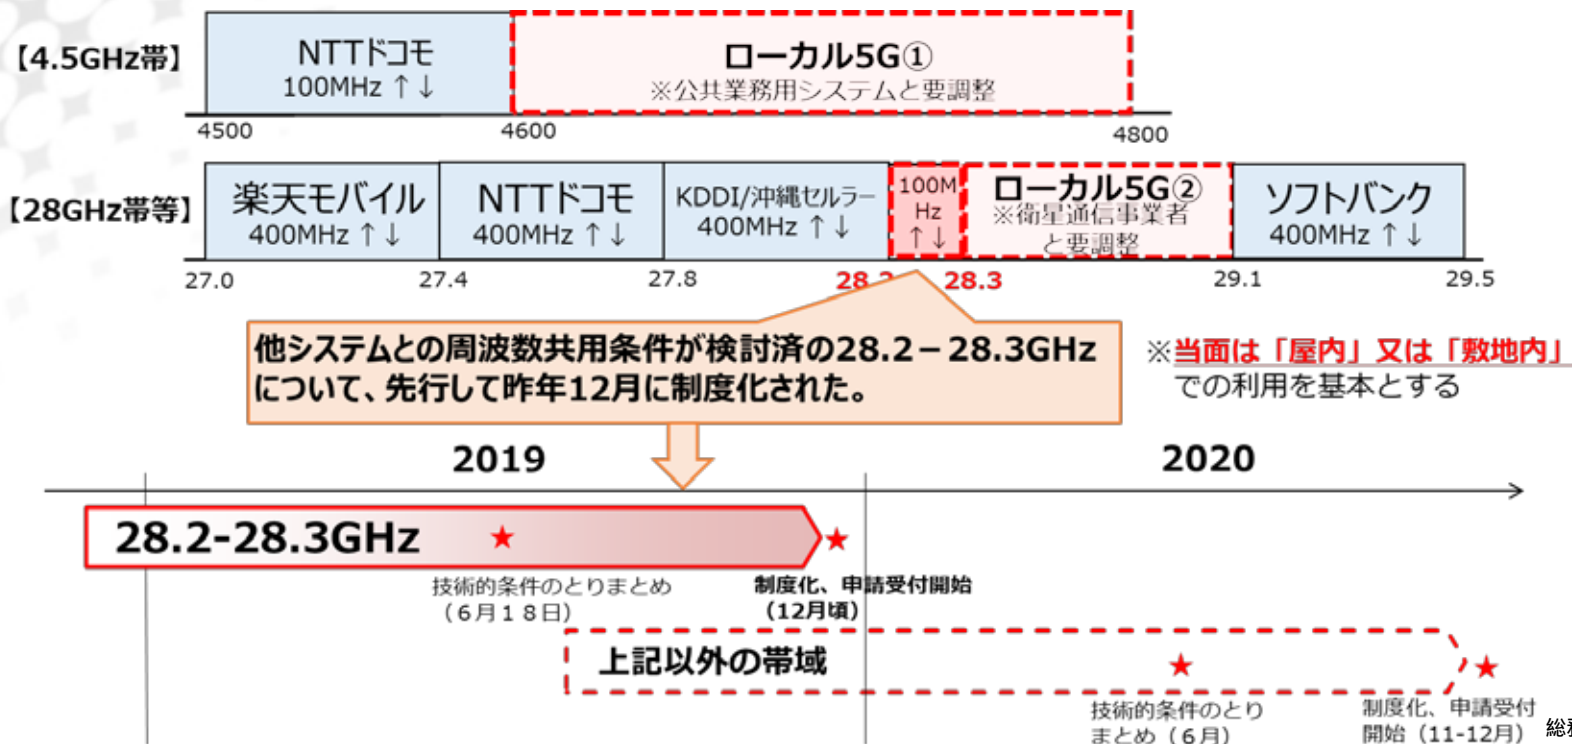 【4.5GHz帯】
NTTドコモ
100MHz ↑↓
ローカル5G①
※公共業務用システムと要調整
4500
4600
4800
【28GHz帯等】
楽天モバイル
400MHz ↑↓
NTTドコモ
400MHz ↑↓
KDDI/沖縄セルラー
400MHz ↑↓
100M
Hz
↑↓
ローカル5G②
※衛星通信事業者
と要調整
ソフトバンク
400MHz ↑↓
27.0
27.4
27.8
28.2
28.3
29.1
29.5
他システムとの周波数共用条件が検討済の28.2－28.3GHz
について、先行して昨年12月に制度化された。
※当面は「屋内」又は「敷地内」
での利用を基本とする
2019
2020
28.2-28.3GHz
★
★
技術的条件のとりまとめ
（６月１８日）
制度化、申請受付開始
（12月頃）
上記以外の帯域
★
★
技術的条件のとり
まとめ（６月）
制度化、申請受付
開始（11-12月）
総